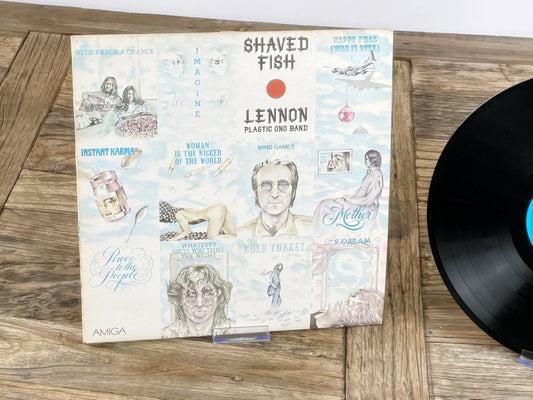 GIVE PEACE A CHANCE
IMAGINE
SHAVED
FISH
LENNON
PLASTIC ONO BAND
HAPPY XMAS
(WAR IS OVER)
INSTANT KARMA
WOMAN
IS THE NIGGER
OF THE WORLD
MIND GAMES
Mother
Power
to the
People
WHATEVER
GETS YOU THRU
THE NIGHT
COLD TURKEY
#9 DREAM
AMIGA